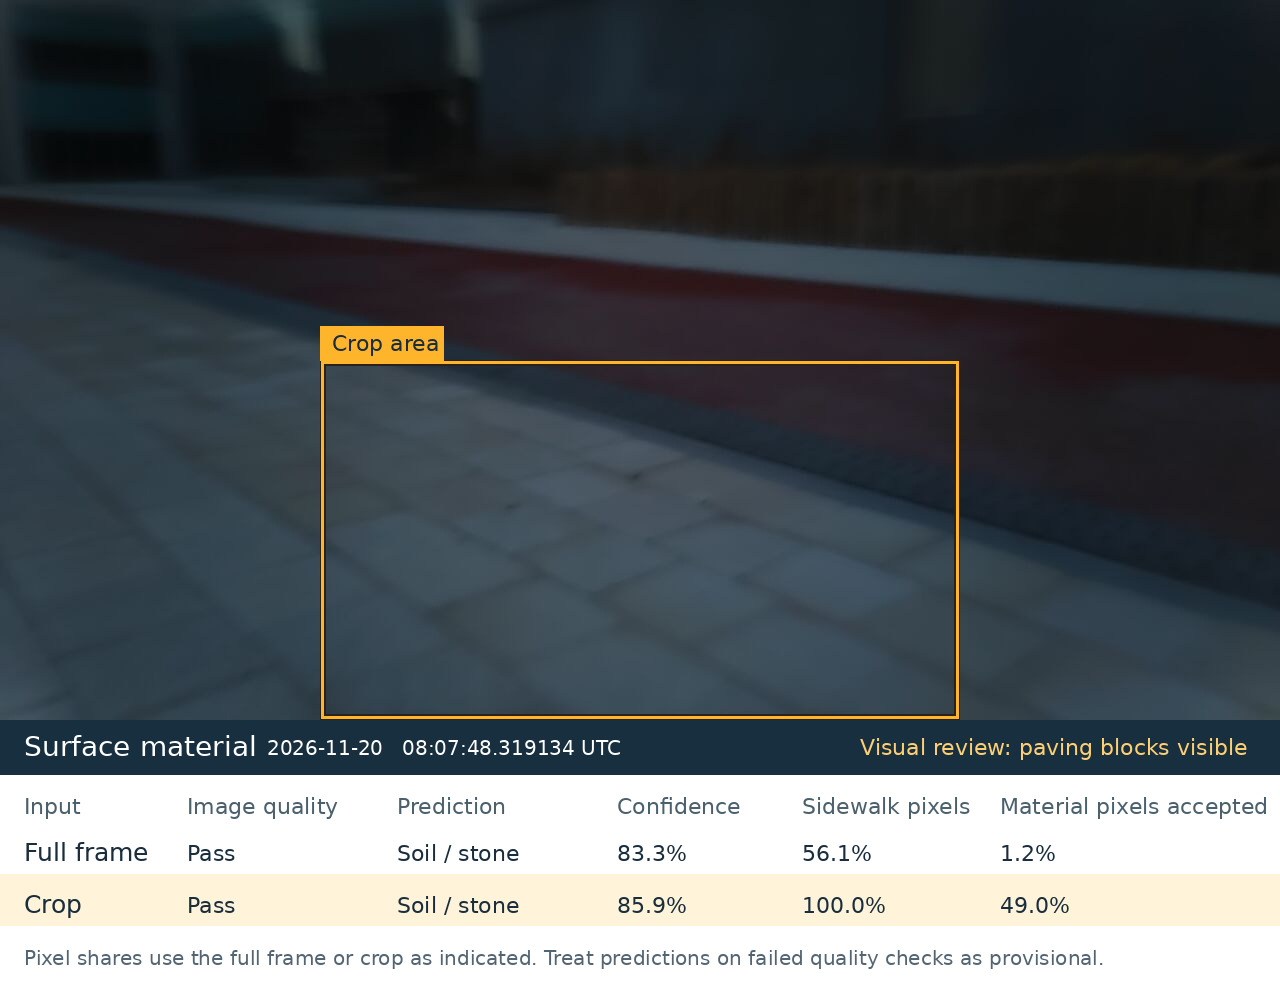 Crop area
Surface material 2026-11-20 08:07:48.319134 UTC Visual review: paving blocks visible
Input Image quality Prediction Confidence Sidewalk pixels Material pixels accepted
Full frame Pass Soil / stone 83.3% 56.1% 1.2%
Crop Pass Soil / stone 85.9% 100.0% 49.0%
Pixel shares use the full frame or crop as indicated. Treat predictions on failed quality checks as provisional.